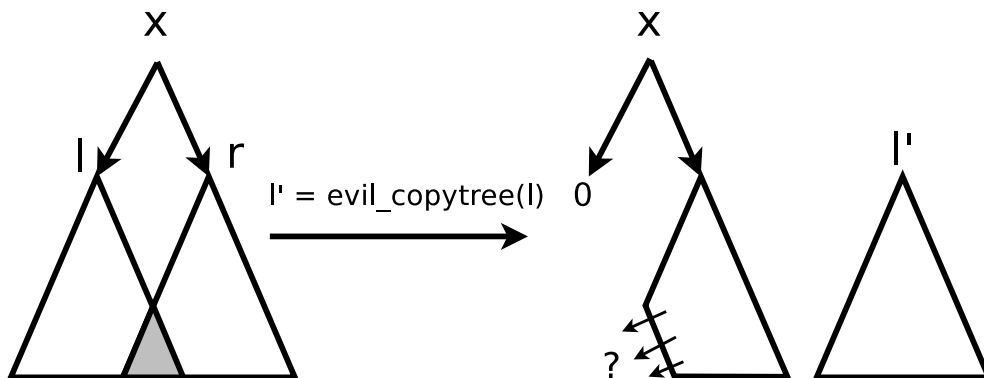 x
x
l
r
l'
l' = evil_copytree(l)
0
?